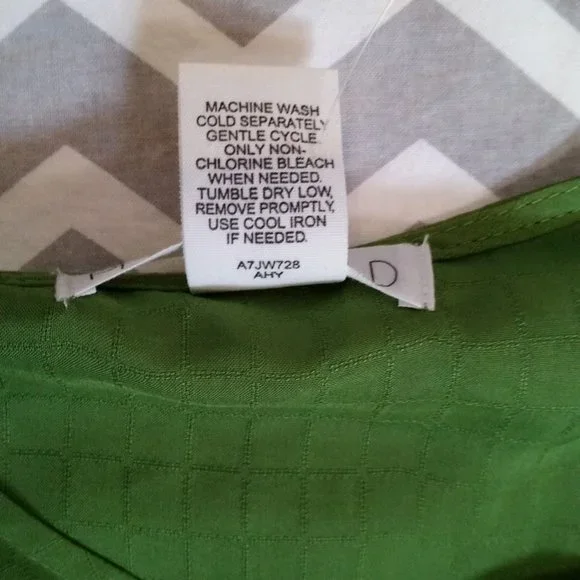 MACHINE WASH
COLD SEPARATELY
GENTLE CYCLE.
ONLY NON-
CHLORINE BLEACH
WHEN NEEDED.
TUMBLE DRY LOW,
REMOVE PROMPTLY,
USE COOL IRON
IF NEEDED.
A7JW728
AHY
D